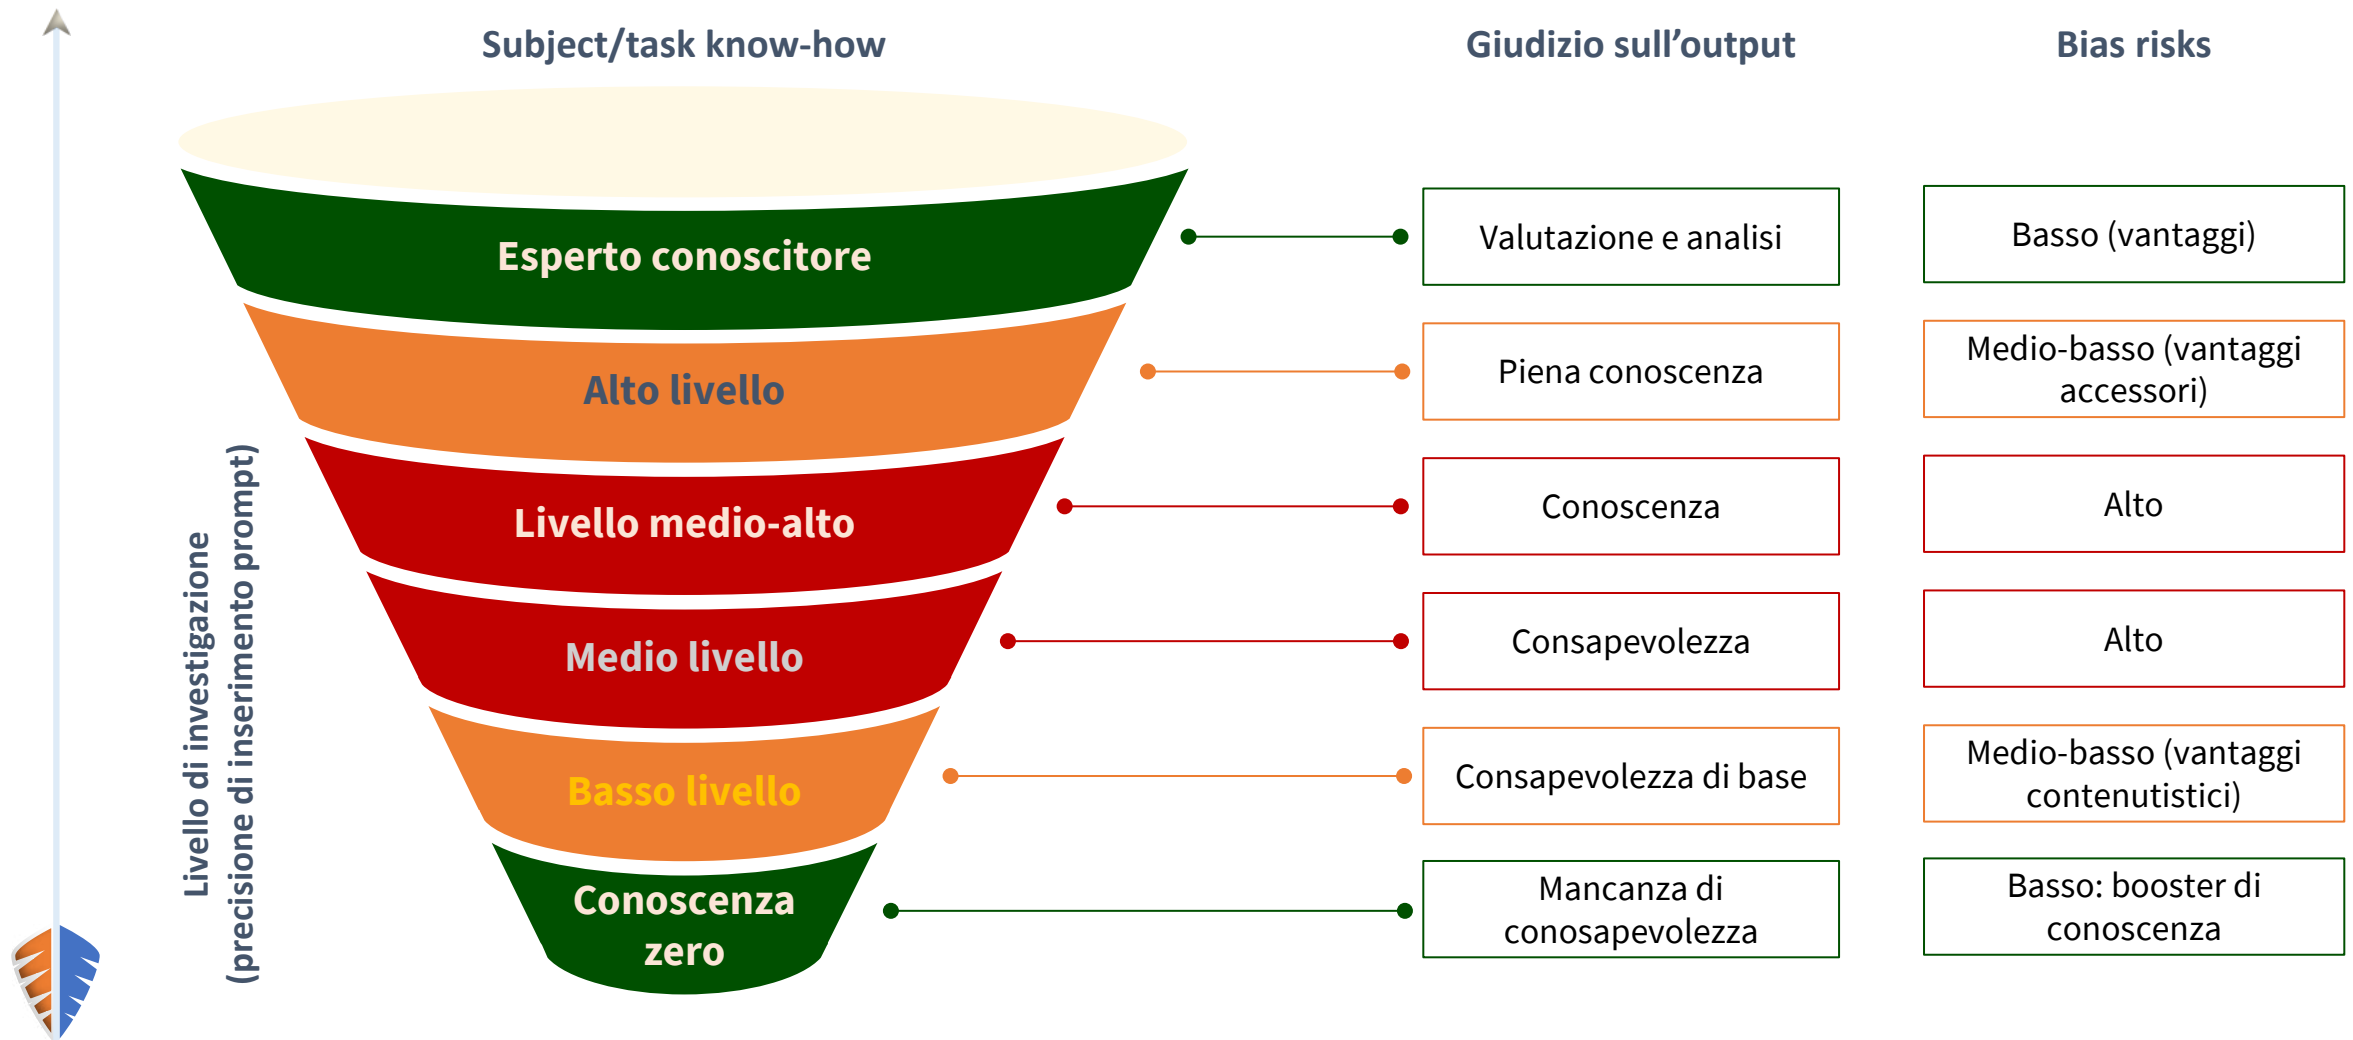 Subject/task know-how
Giudizio sull’output
Bias risks
Esperto conoscitore
Valutazione e analisi
Basso (vantaggi)
Alto livello
Piena conoscenza
Medio-basso (vantaggi
accessori)
Livello medio-alto
Conoscenza
Alto
Medio livello
Consapevolezza
Alto
Basso livello
Consapevolezza di base
Medio-basso (vantaggi
contenutistici)
Conoscenza
zero
Mancanza di
conosapevolezza
Basso: booster di
conoscenza
Livello di investigazione
(precisione di inserimento prompt)